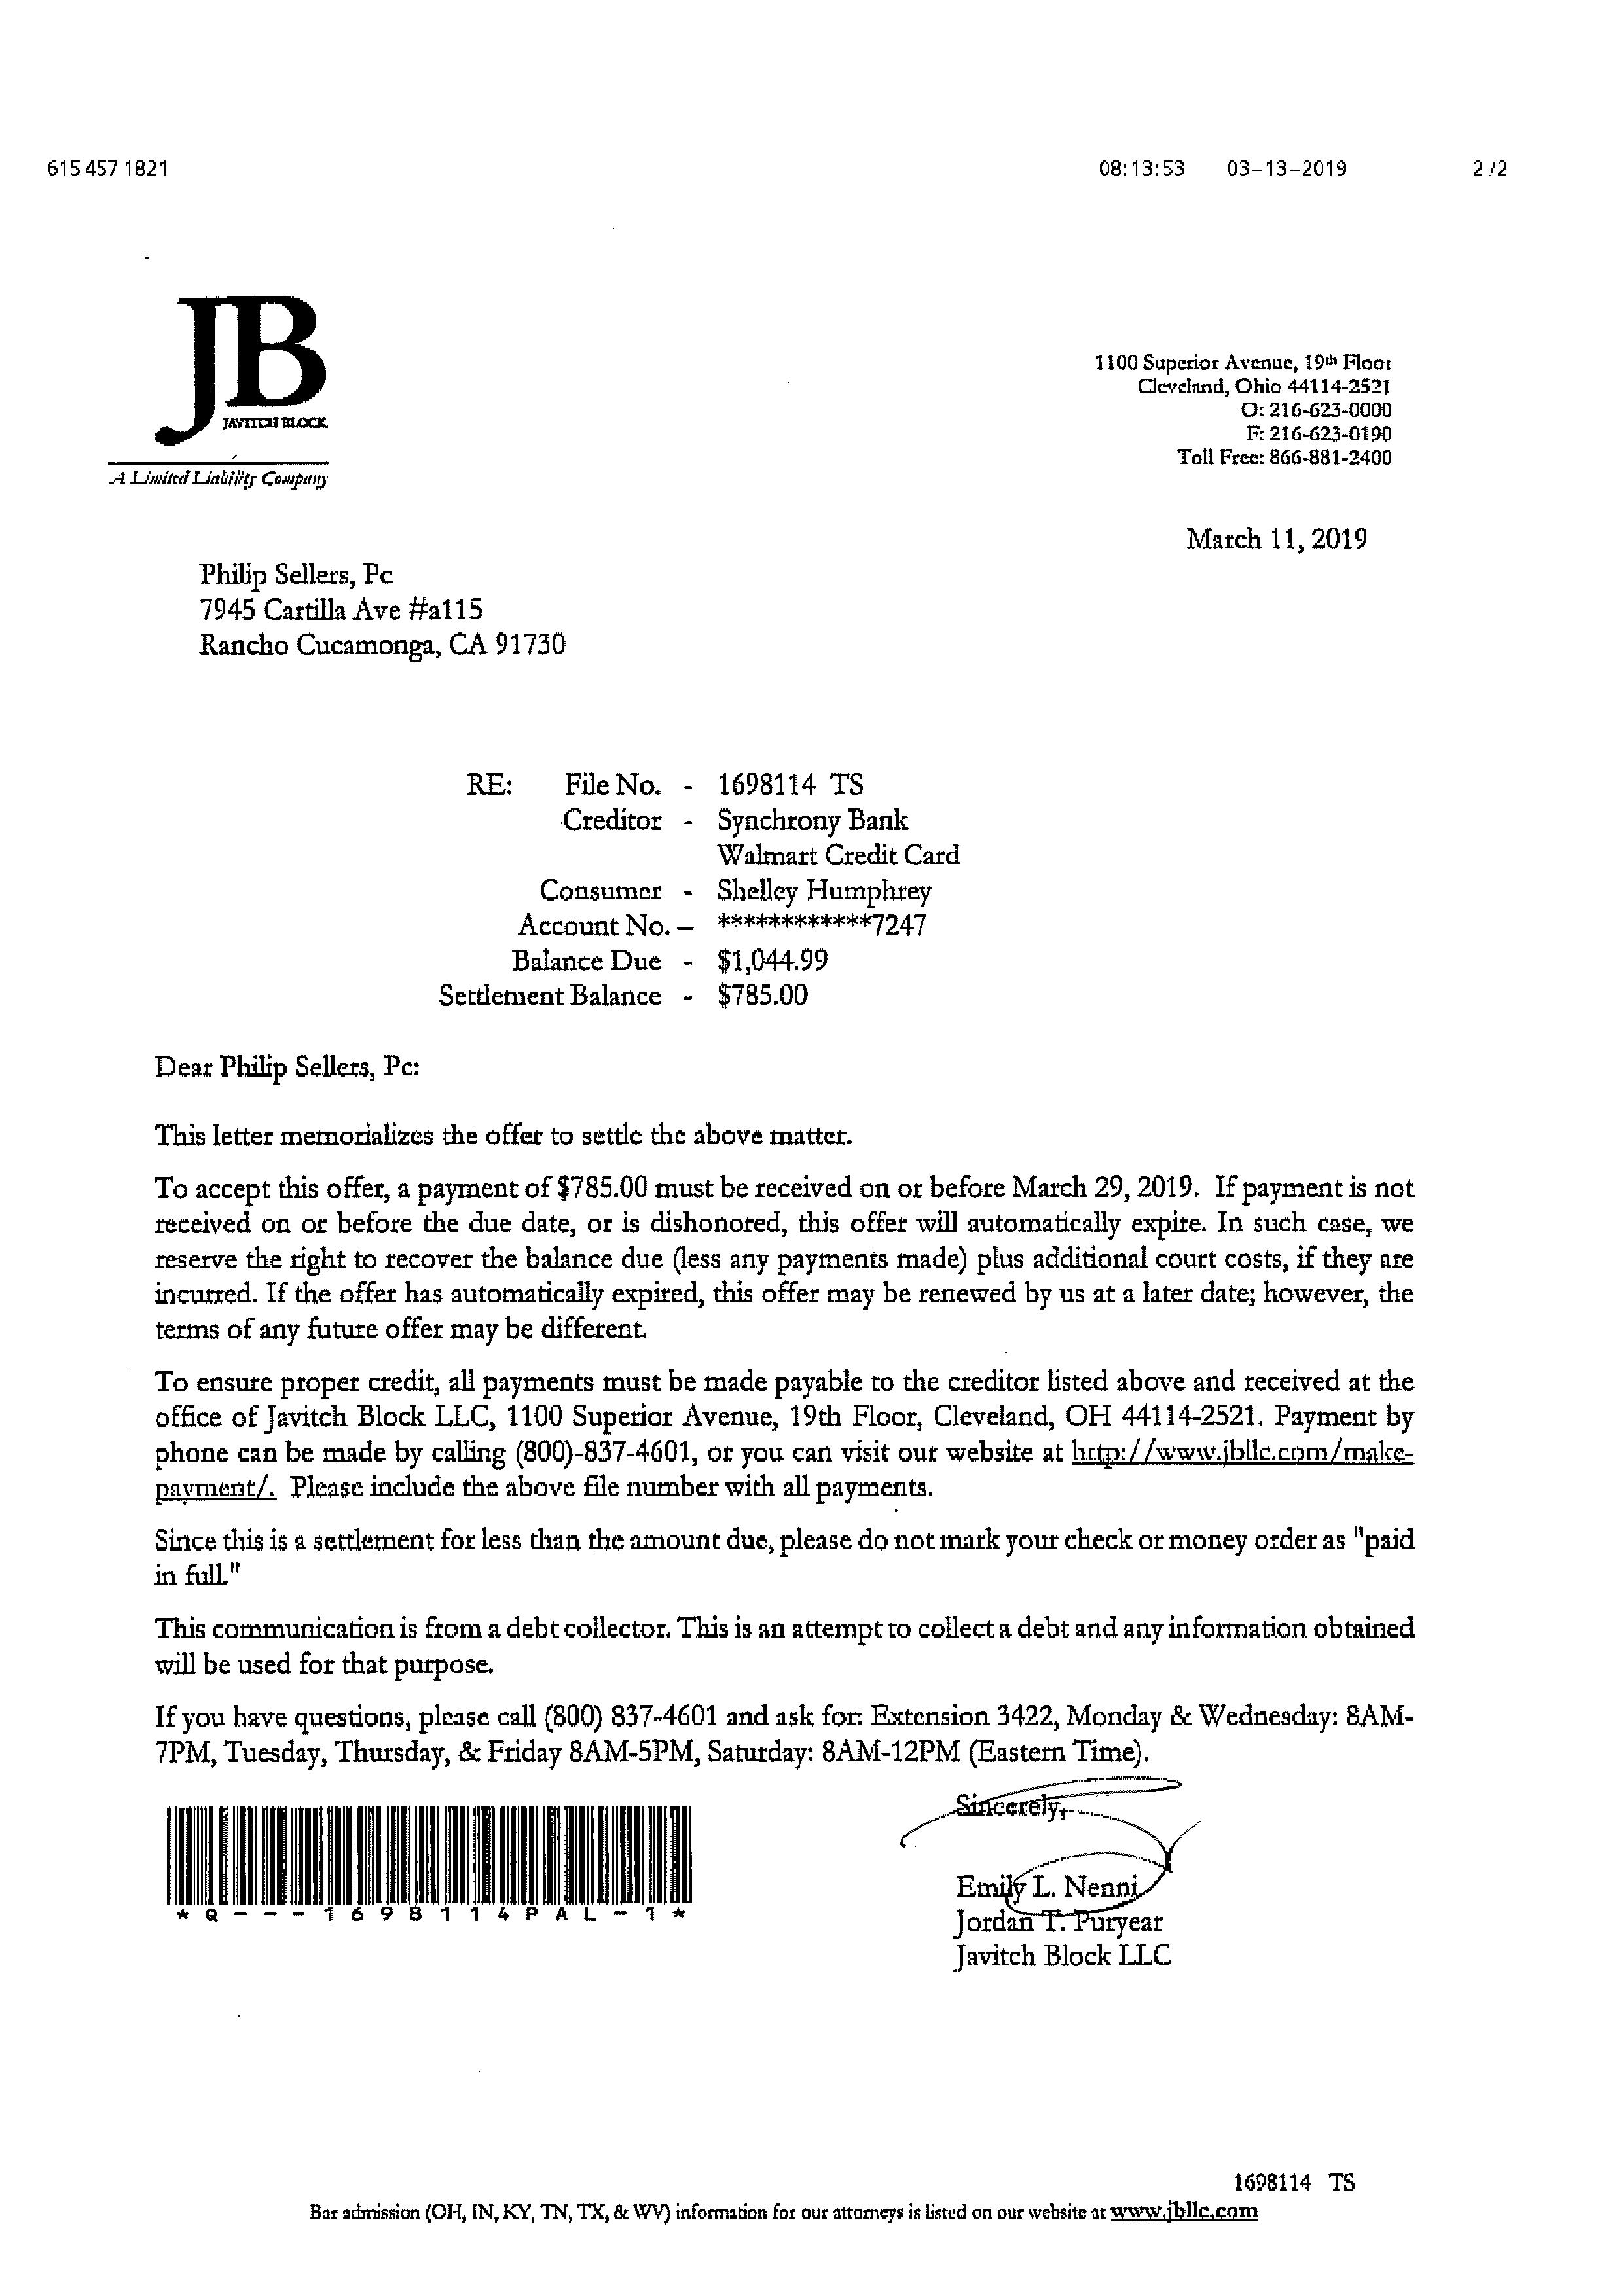 615 457 1821 08:13:53 03-13-2019 2 /2
JB
JAVITCH BLOCK
A Limited Liability Company
1100 Superior Avenue, 19th Floor
Cleveland, Ohio 44114-2521
O: 216-623-0000
F: 216-623-0190
Toll Free: 866-881-2400
March 11, 2019
Philip Sellers, Pc
7945 Cartilla Ave #a115
Rancho Cucamonga, CA 91730
RE: File No. - 1698114 TS
Creditor - Synchrony Bank
Walmart Credit Card
Consumer - Shelley Humphrey
Account No. – ************7247
Balance Due - $1,044.99
Settlement Balance - $785.00
Dear Philip Sellers, Pc:
This letter memorializes the offer to settle the above matter.
To accept this offer, a payment of $785.00 must be received on or before March 29, 2019. If payment is not
received on or before the due date, or is dishonored, this offer will automatically expire. In such case, we
reserve the right to recover the balance due (less any payments made) plus additional court costs, if they are
incurred. If the offer has automatically expired, this offer may be renewed by us at a later date; however, the
terms of any future offer may be different.
To ensure proper credit, all payments must be made payable to the creditor listed above and received at the
office of Javitch Block LLC, 1100 Superior Avenue, 19th Floor, Cleveland, OH 44114-2521. Payment by
phone can be made by calling (800)-837-4601, or you can visit our website at http://www.jbllc.com/make-
payment/. Please include the above file number with all payments.
Since this is a settlement for less than the amount due, please do not mark your check or money order as "paid
in full."
This communication is from a debt collector. This is an attempt to collect a debt and any information obtained
will be used for that purpose.
If you have questions, please call (800) 837-4601 and ask for: Extension 3422, Monday & Wednesday: 8AM-
7PM, Tuesday, Thursday, & Friday 8AM-5PM, Saturday: 8AM-12PM (Eastern Time).
Sincerely,
*Q---1698114PAL-1*
Emily L. Nenni
Jordan T. Puryear
Javitch Block LLC
1698114 TS
Bar admission (OH, IN, KY, TN, TX, & WV) information for our attorneys is listed on our website at www.jbllc.com